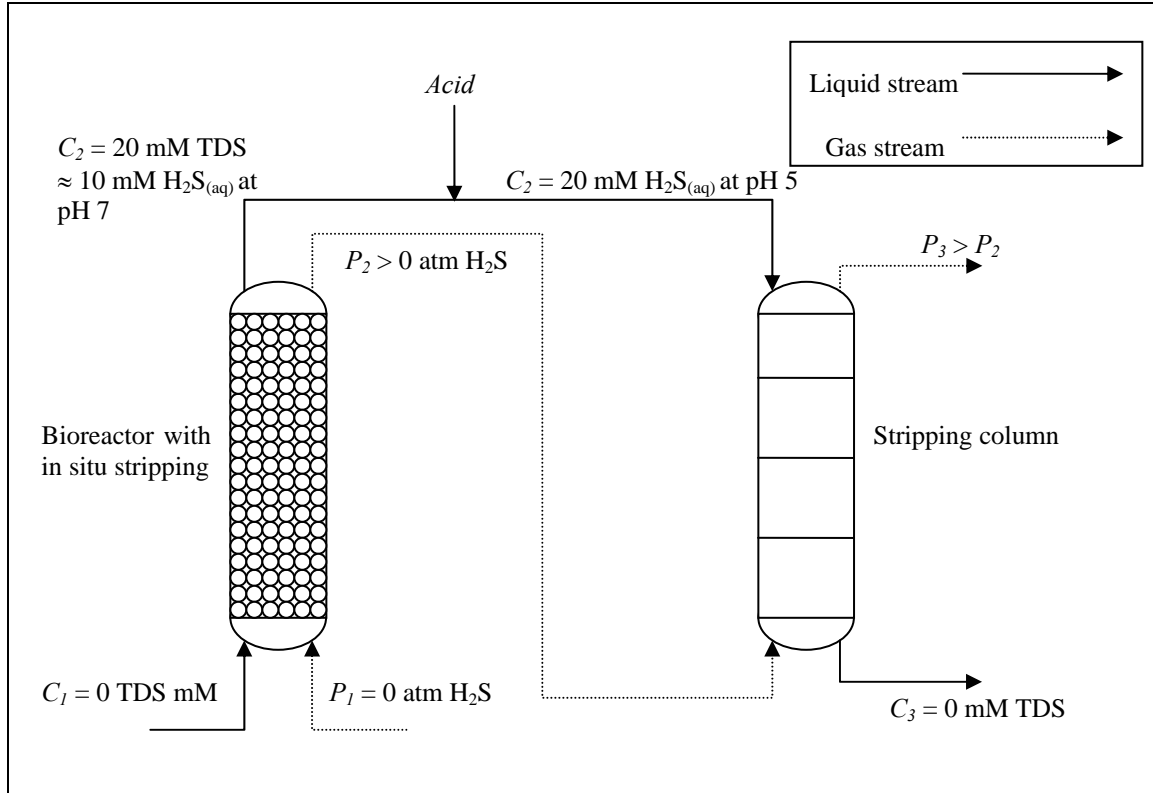 Acid
Liquid stream
Gas stream
C₂ = 20 mM TDS
≈ 10 mM H₂S₍aq₎ at
pH 7
C₂ = 20 mM H₂S₍aq₎ at pH 5
P₂ > 0 atm H₂S
P₃ > P₂
Bioreactor with
in situ stripping
Stripping column
C₁ = 0 TDS mM
P₁ = 0 atm H₂S
C₃ = 0 mM TDS